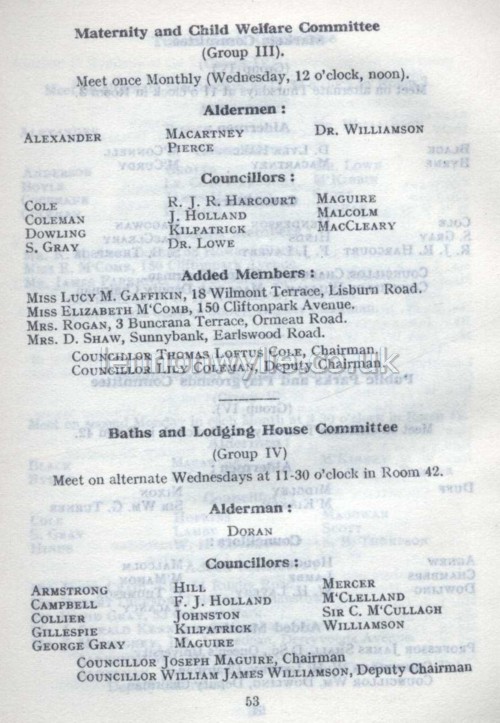 Maternity and Child Welfare Committee
(Group III).
Meet once Monthly (Wednesday, 12 o'clock, noon).
Aldermen :
ALEXANDER MACARTNEY DR. WILLIAMSON
PIERCE
Councillors :
COLE R. J. R. HARCOURT MAGUIRE
COLEMAN J. HOLLAND MALCOLM
DOWLING KILPATRICK MACCLEARY
S. GRAY DR. LOWE
Added Members :
MISS LUCY M. GAFFIKIN, 18 Wilmont Terrace, Lisburn Road.
MISS ELIZABETH M'COMB, 150 Cliftonpark Avenue.
MRS. ROGAN, 3 Buncrana Terrace, Ormeau Road.
MRS. D. SHAW, Sunnybank, Earlswood Road.
COUNCILLOR THOMAS LOFTUS COLE, Chairman
COUNCILLOR LILY COLEMAN, Deputy Chairman
Baths and Lodging House Committee
(Group IV)
Meet on alternate Wednesdays at 11-30 o'clock in Room 42.
Alderman :
DORAN
Councillors :
ARMSTRONG HILL MERCER
CAMPBELL F. J. HOLLAND M'CLELLAND
COLLIER JOHNSTON SIR C. M'CULLAGH
GILLESPIE KILPATRICK WILLIAMSON
GEORGE GRAY MAGUIRE
COUNCILLOR JOSEPH MAGUIRE, Chairman
COUNCILLOR WILLIAM JAMES WILLIAMSON, Deputy Chairman
53